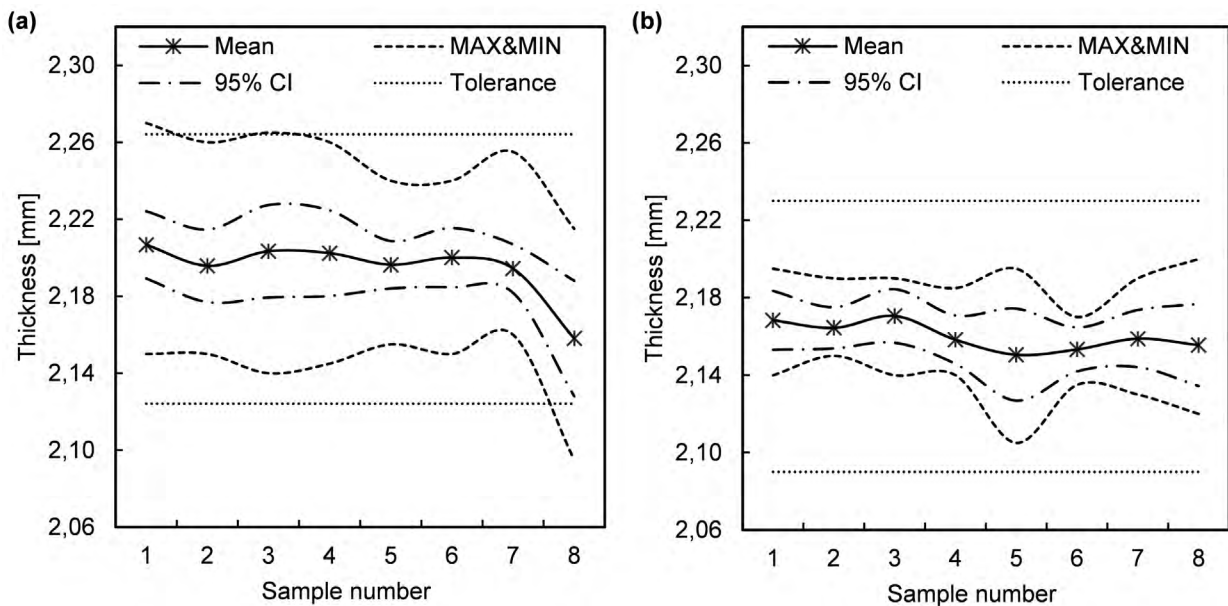 (a)
Mean
MAX&MIN
95% CI
Tolerance
2,30
2,26
2,22
2,18
2,14
2,10
2,06
Thickness [mm]
1 2 3 4 5 6 7 8
Sample number
(b)
Mean
MAX&MIN
95% CI
Tolerance
2,30
2,26
2,22
2,18
2,14
2,10
2,06
Thickness [mm]
1 2 3 4 5 6 7 8
Sample number